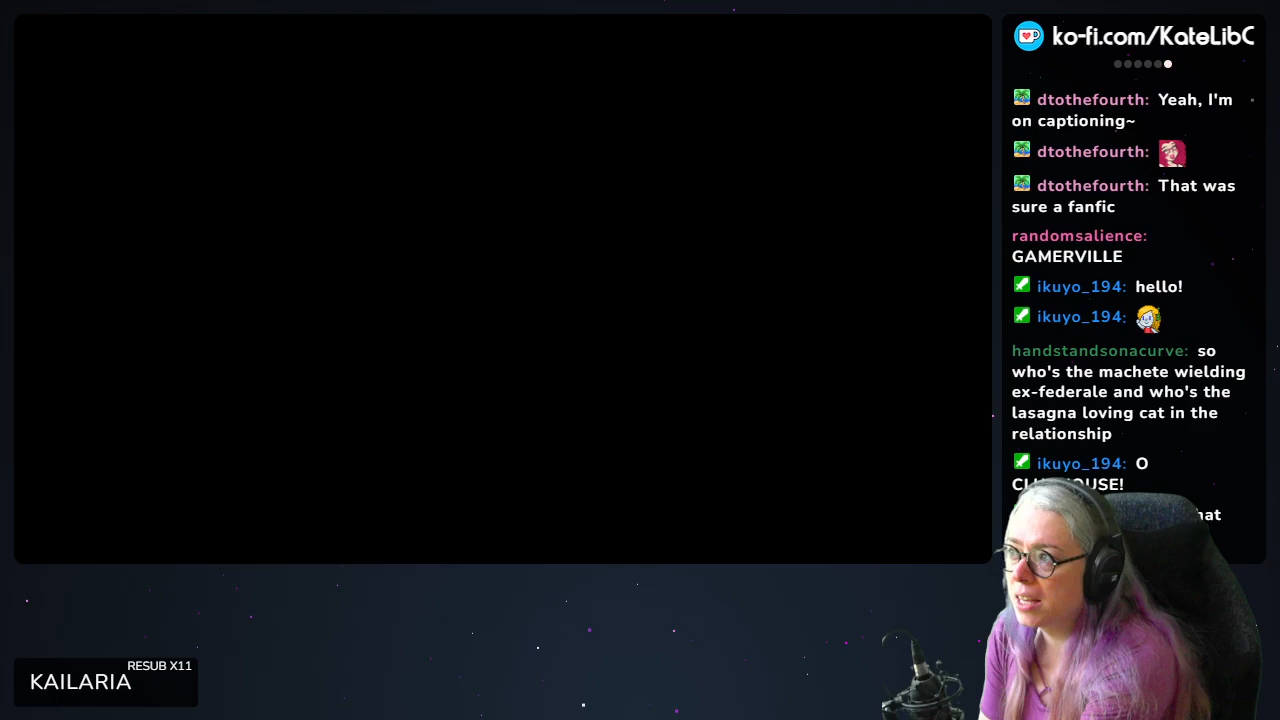 ko-fi.com/KateLibC
dtothefourth: Yeah, I'm
on captioning~
dtothefourth:
dtothefourth: That was
sure a fanfic
randomsalience:
GAMERVILLE
ikuyo_194: hello!
ikuyo_194:
handstandsonacurve: so
who's the machete wielding
ex-federale and who's the
lasagna loving cat in the
relationship
ikuyo_194: O
RESUB X11
KAILARIA